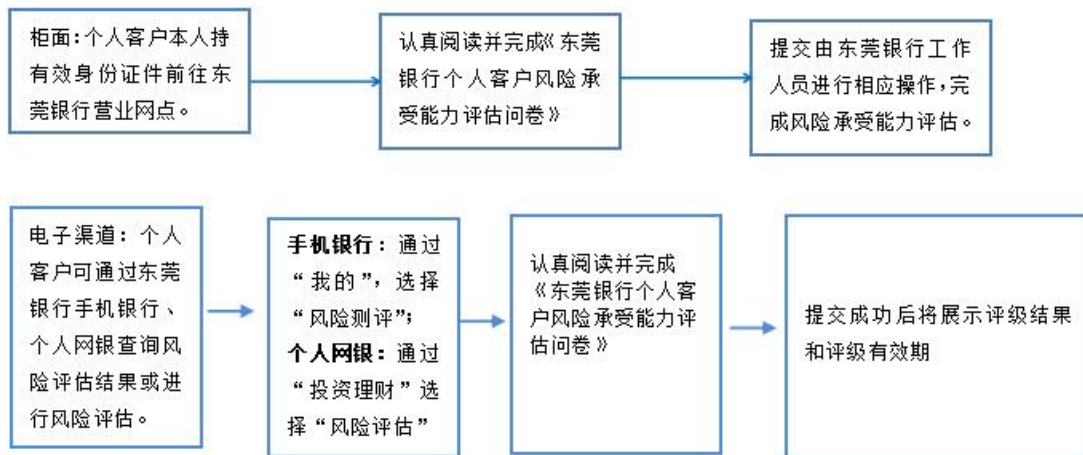 柜面:个人客户本人持
有效身份证件前往东
莞银行营业网点。
认真阅读并完成《东莞
银行个人客户风险承
受能力评估问卷》
提交由东莞银行工作
人员进行相应操作,完
成风险承受能力评估。
电子渠道：个人
客户可通过东莞
银行手机银行、
个人网银查询风
险评估结果或进
行风险评估。
手机银行：通过
“我的”，选择
“风险测评”；
个人网银：通过
“投资理财”选
择“风险评估”
认真阅读并完成
《东莞银行个人客
户风险承受能力评
估问卷》
提交成功后将展示评级结果
和评级有效期